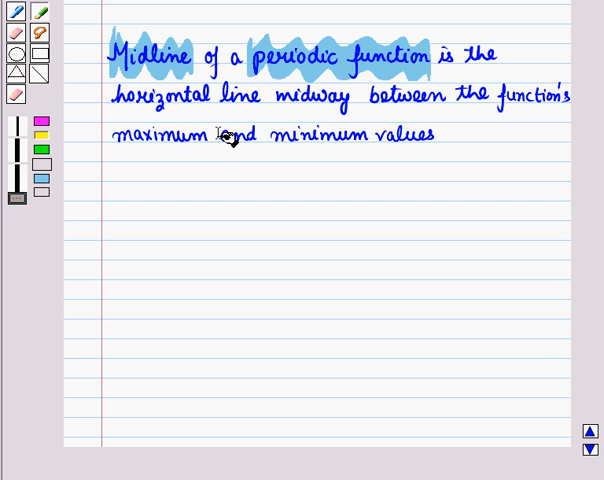 Midline of a periodic function is the
horizontal line midway between the function's
maximum and minimum values